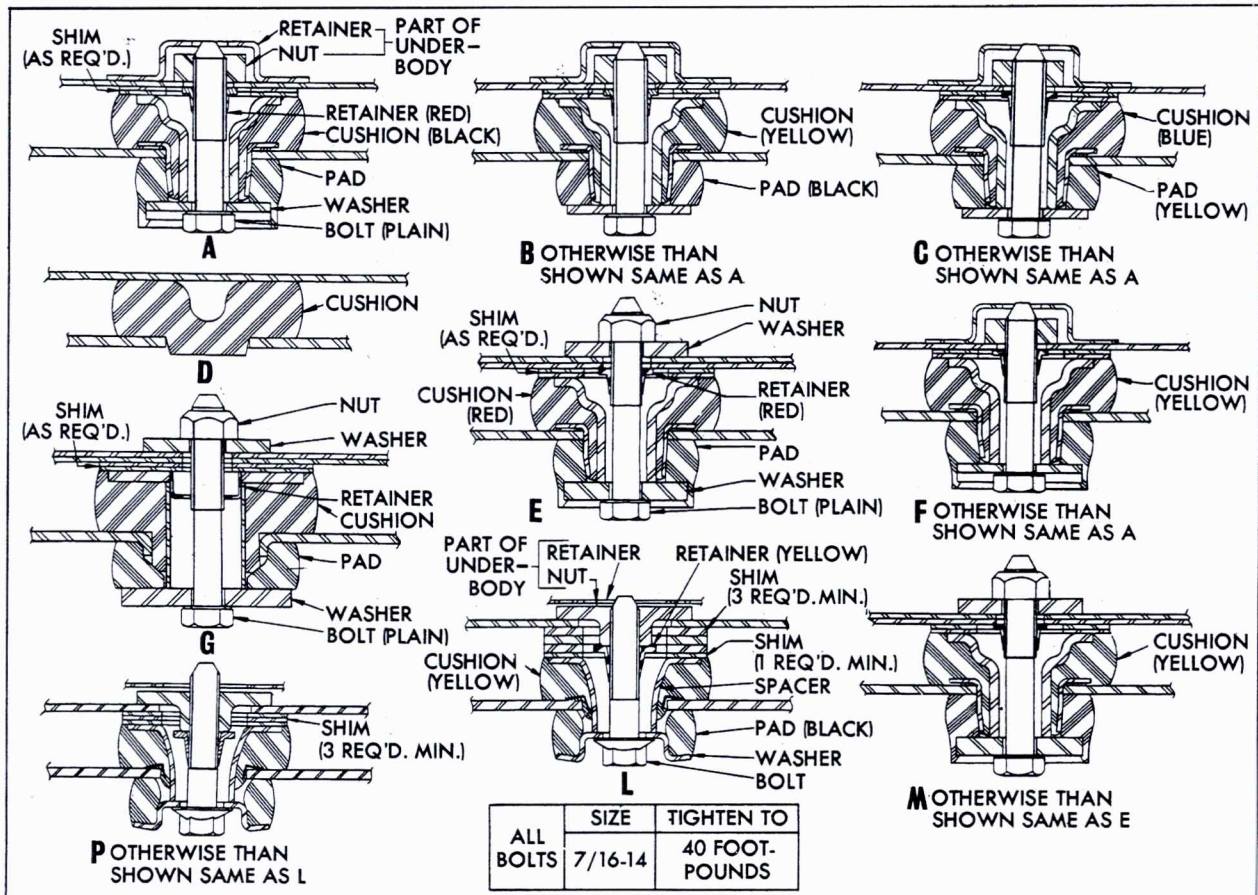 RETAINER
NUT
PART OF
UNDER-
BODY
SHIM
(AS REQ'D.)
RETAINER (RED)
CUSHION (BLACK)
PAD
WASHER
BOLT (PLAIN)
A
CUSHION
(YELLOW)
PAD (BLACK)
B OTHERWISE THAN
SHOWN SAME AS A
CUSHION
(BLUE)
PAD
(YELLOW)
C OTHERWISE THAN
SHOWN SAME AS A
CUSHION
D
NUT
WASHER
SHIM
(AS REQ'D.)
CUSHION
(RED)
RETAINER
(RED)
PAD
WASHER
BOLT (PLAIN)
E
CUSHION
(YELLOW)
F OTHERWISE THAN
SHOWN SAME AS A
NUT
SHIM
(AS REQ'D.)
WASHER
RETAINER
CUSHION
PAD
WASHER
BOLT (PLAIN)
G
PART OF
UNDER-
BODY
RETAINER
NUT
RETAINER (YELLOW)
SHIM
(3 REQ'D. MIN.)
SHIM
(1 REQ'D. MIN.)
CUSHION
(YELLOW)
SPACER
PAD (BLACK)
WASHER
BOLT
L
CUSHION
(YELLOW)
M OTHERWISE THAN
SHOWN SAME AS E
SHIM
(3 REQ'D. MIN.)
P OTHERWISE THAN
SHOWN SAME AS L
ALL
BOLTS
SIZE
7/16-14
TIGHTEN TO
40 FOOT-
POUNDS